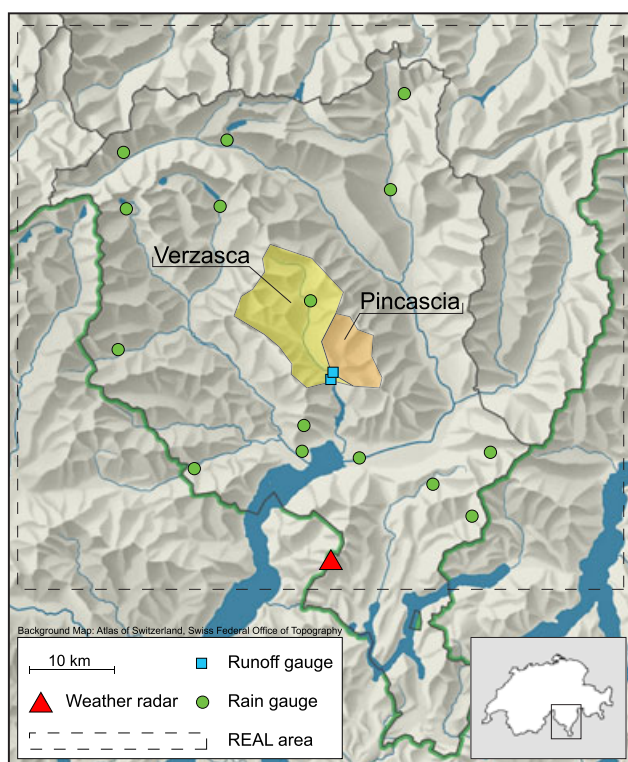 Verzasca
Pincascia
Background Map: Atlas of Switzerland, Swiss Federal Office of Topography
10 km
Runoff gauge
Weather radar
Rain gauge
REAL area